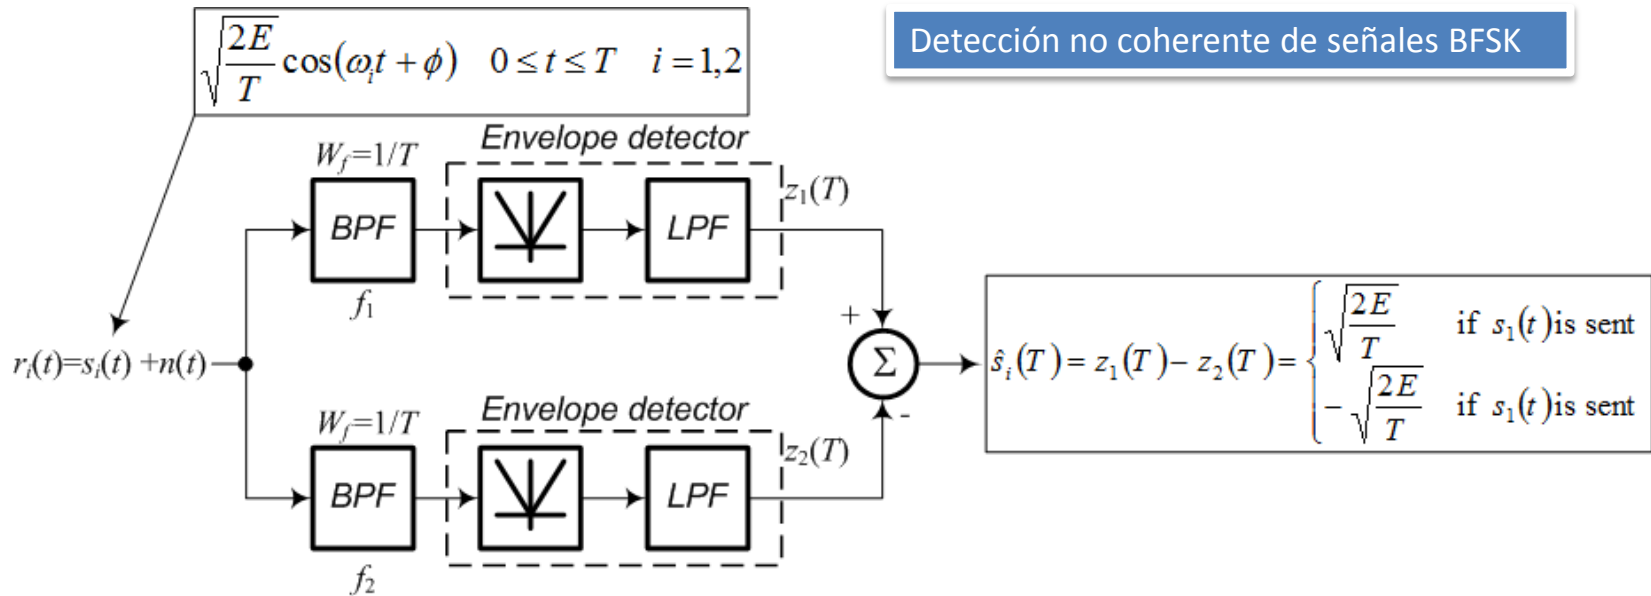 Detección no coherente de señales BFSK
√(2E/T) cos(ω_i t + ϕ) 0 ≤ t ≤ T i = 1,2
Envelope detector
W_f=1/T
z_1(T)
BPF
LPF
f_1
+
r_i(t)=s_i(t) +n(t)
Σ
ŝ_i(T) = z_1(T) − z_2(T) = { √(2E/T) if s_1(t) is sent
− √(2E/T) if s_1(t) is sent
-
Envelope detector
W_f=1/T
z_2(T)
BPF
LPF
f_2